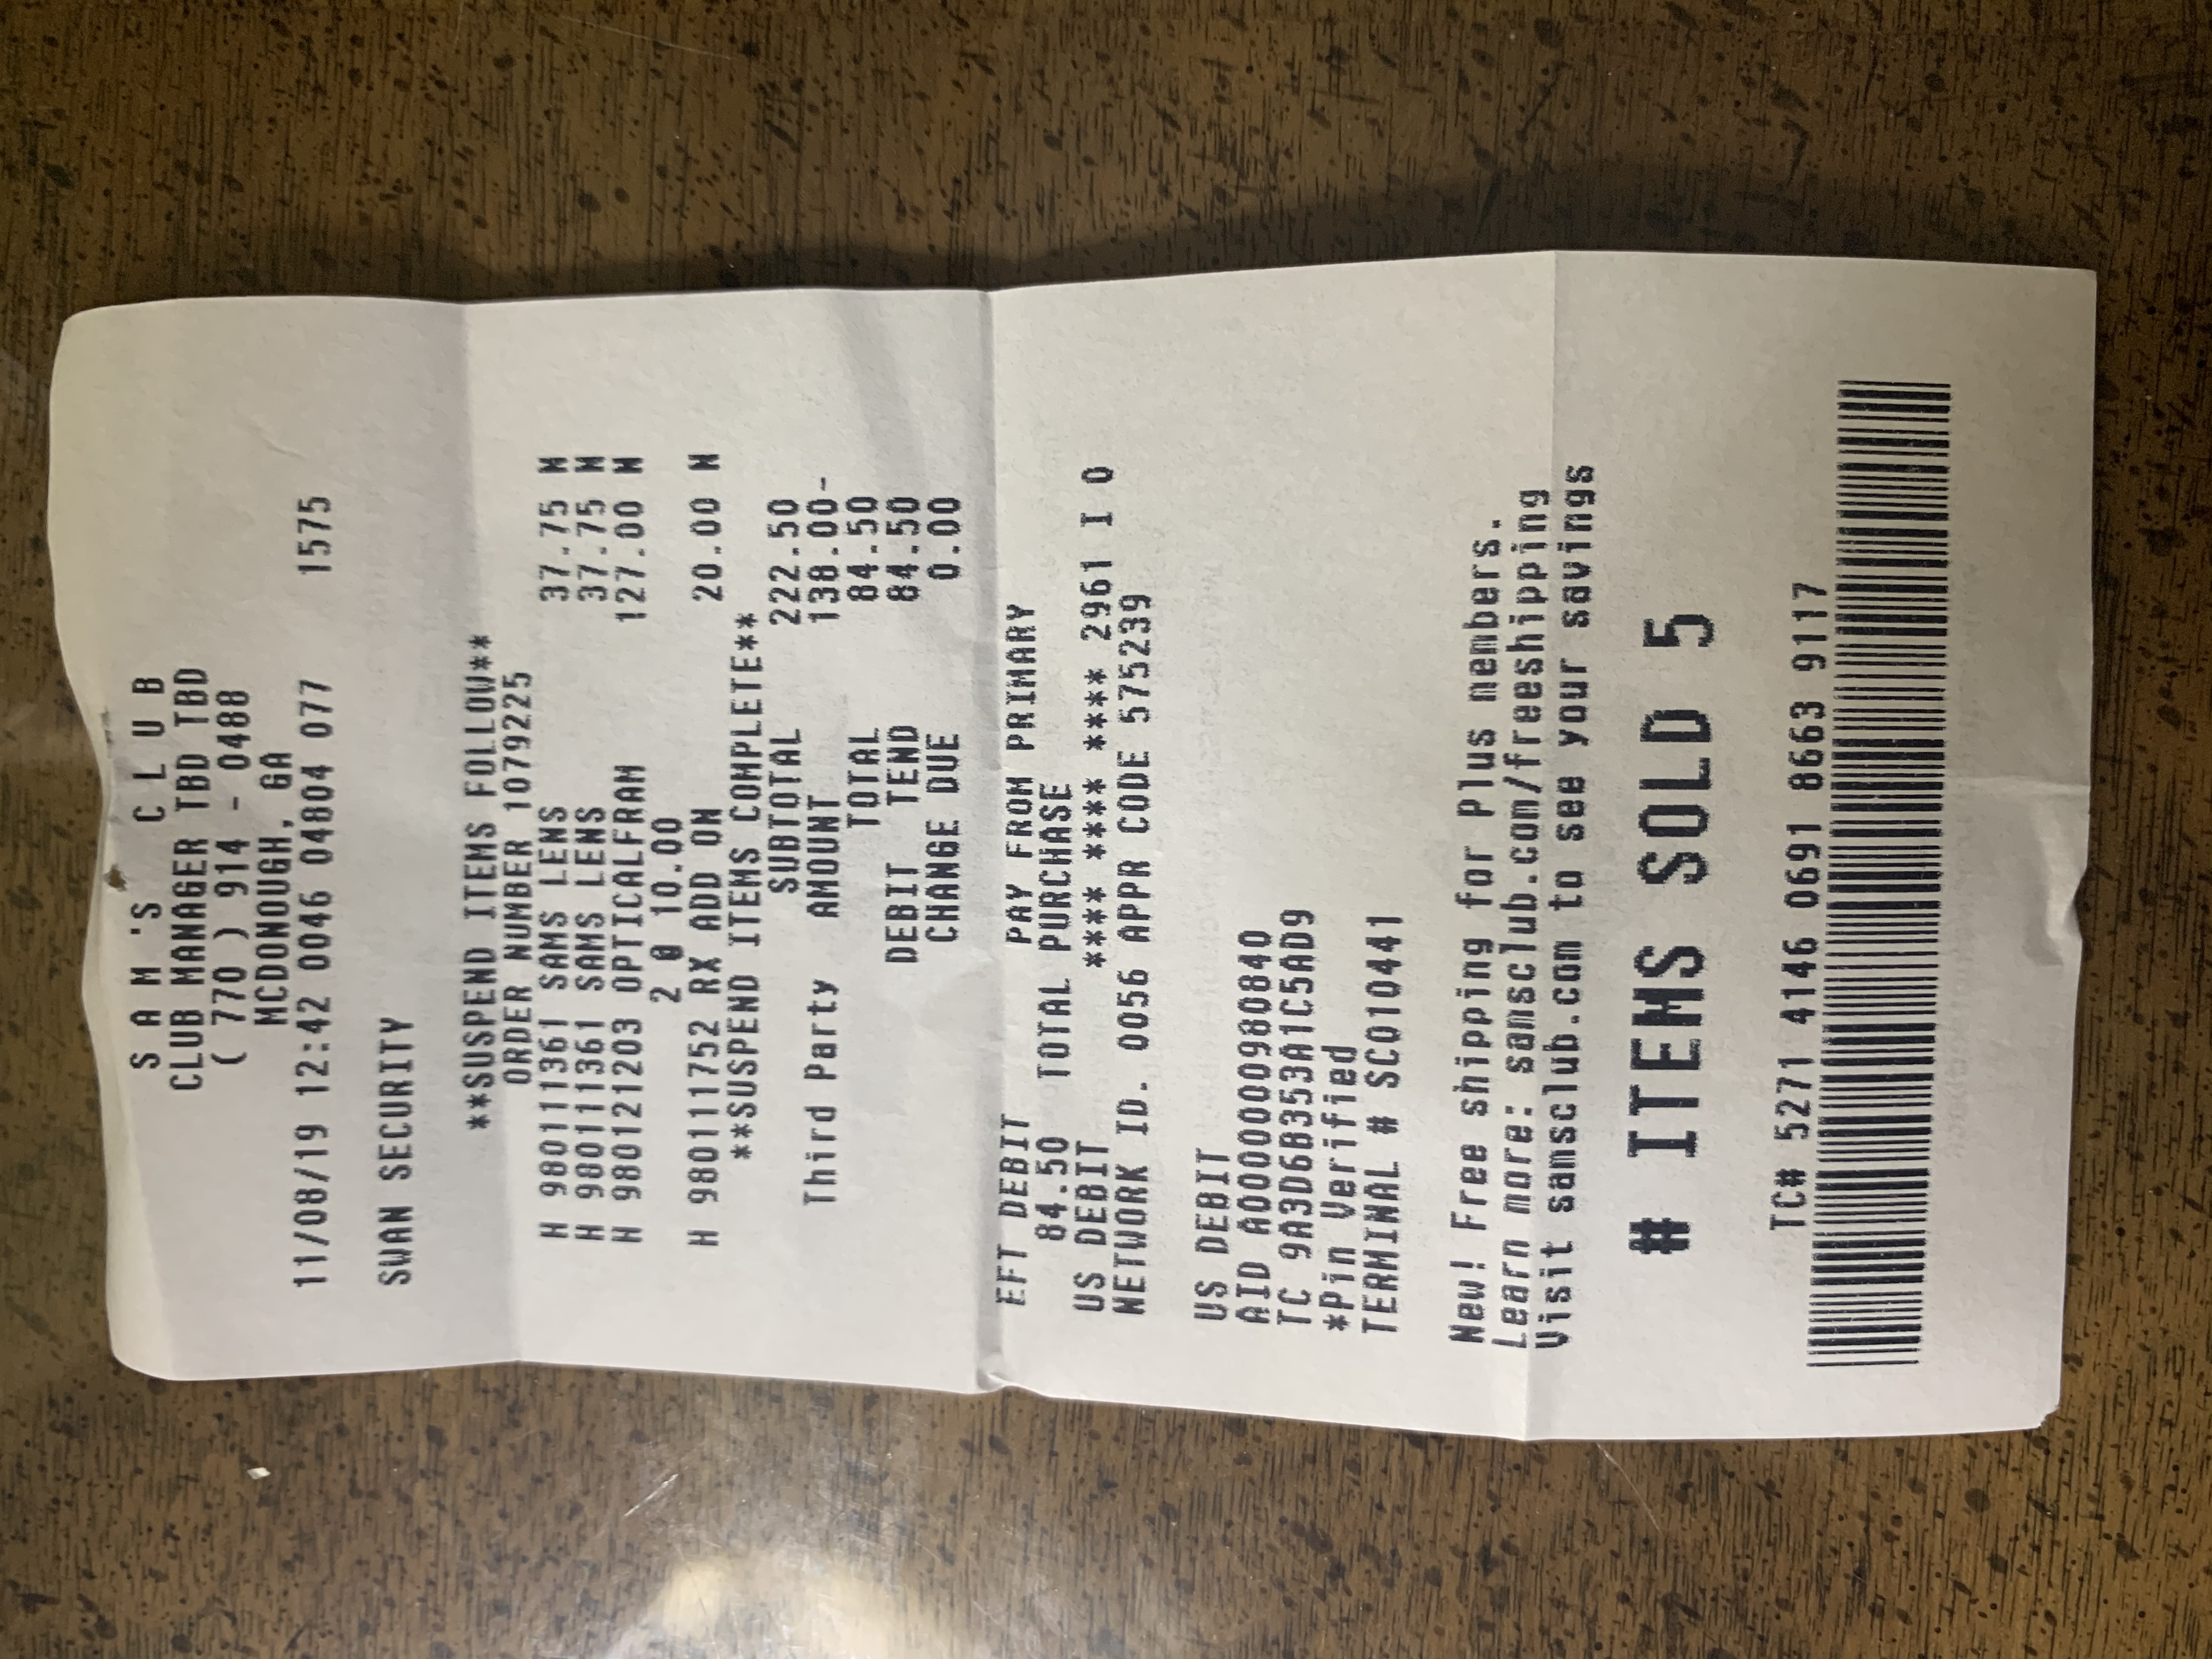 S A M ' S   C L U B
CLUB MANAGER TBD TBD
( 770 ) 914 - 0488
MCDONOUGH, GA
11/08/19 12:42 0046 04804 077 1575
SWAN SECURITY
**SUSPEND ITEMS FOLLOW**
ORDER NUMBER 1079225
H 980111361 SAMS LENS 37.75 N
H 980111361 SAMS LENS 37.75 N
H 980121203 OPTICALFRAM 127.00 N
2 @ 10.00
H 980111752 RX ADD ON 20.00 N
**SUSPEND ITEMS COMPLETE**
SUBTOTAL 222.50
Third Party AMOUNT 138.00-
TOTAL 84.50
DEBIT TEND 84.50
CHANGE DUE 0.00
EFT DEBIT PAY FROM PRIMARY
84.50 TOTAL PURCHASE
US DEBIT **** **** **** 2961 I 0
NETWORK ID. 0056 APPR CODE 575239
US DEBIT
AID A0000000980840
TC 9A3D6B353A1C5AD9
*Pin Verified
TERMINAL # SC010441
New! Free shipping for Plus members.
Learn more: samsclub.com/freeshipping
Visit samsclub.com to see your savings
# ITEMS SOLD 5
TC# 5271 4146 0691 8663 9117